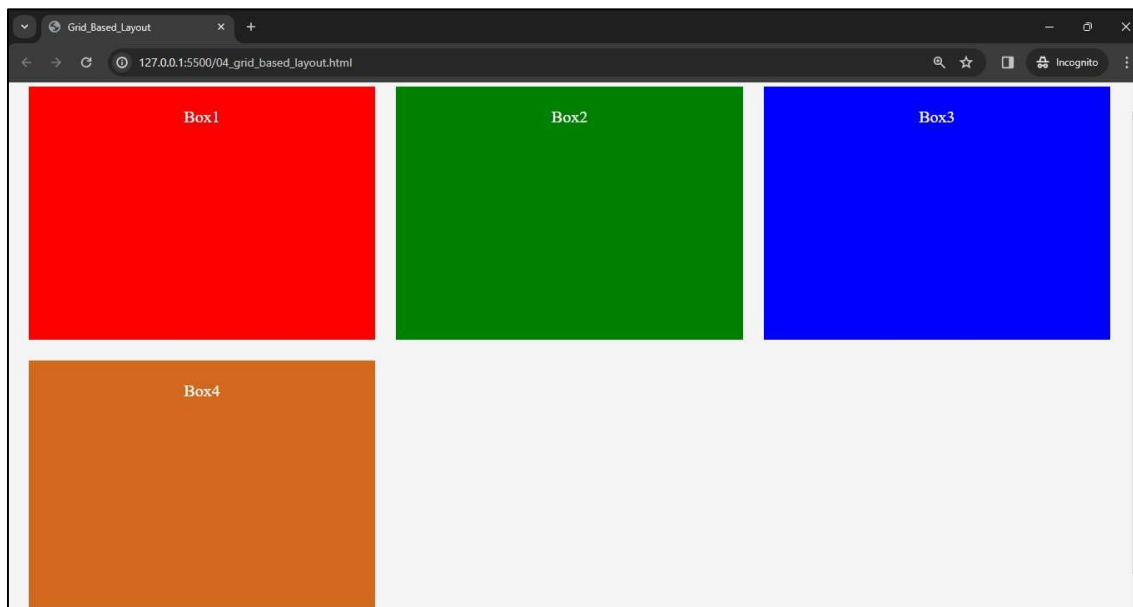 Grid_Based_Layout
127.0.0.1:5500/04_grid_based_layout.html
Incognito
Box1 Box2 Box3
Box4